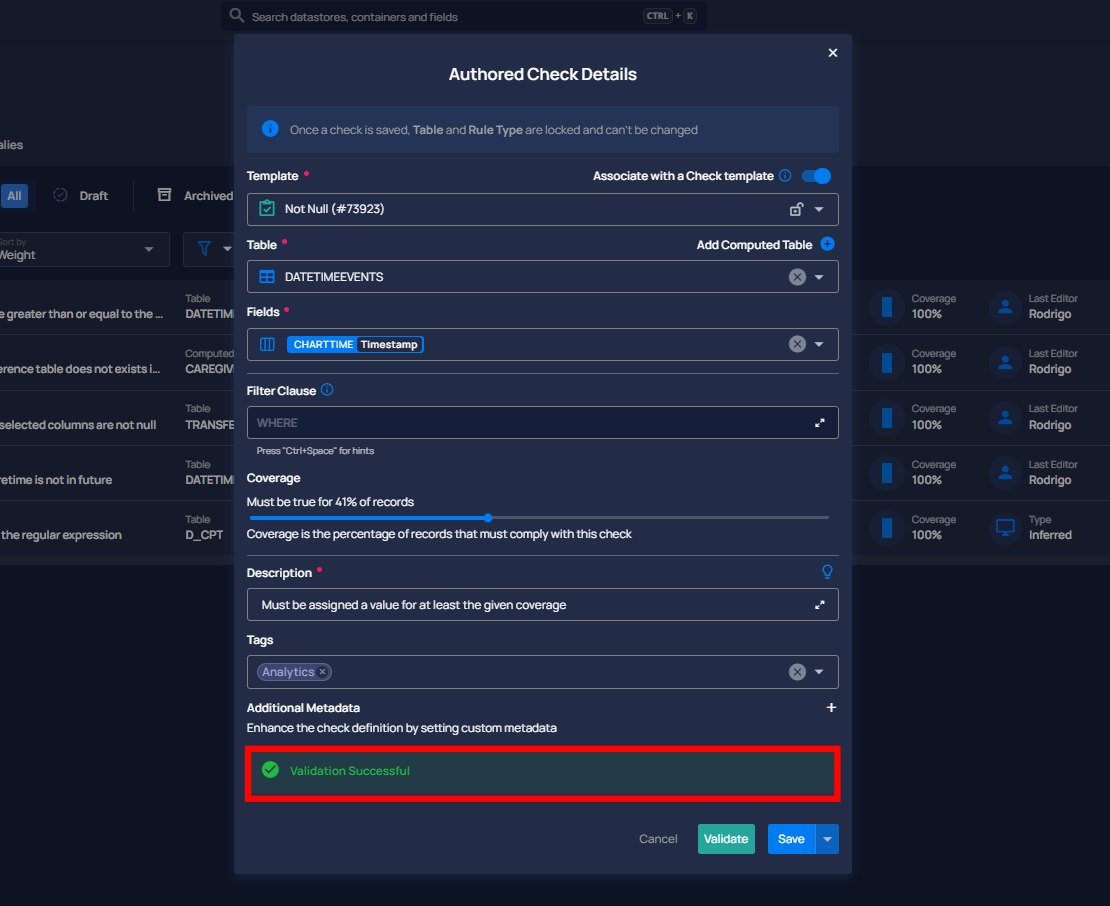 Search datastores, containers and fields CTRL + K
Authored Check Details
Once a check is saved, Table and Rule Type are locked and can't be changed
alies
Template • Associate with a Check template
All Draft Archived
Not Null (#73923)
Sort by
Weight
Table • Add Computed Table
DATETIMEEVENTS
Table
e greater than or equal to the ... DATETIM
Coverage
100%
Last Editor
Rodrigo
Fields •
CHARTTIME Timestamp
Computed
erence table does not exists i... CAREGIV
Coverage
100%
Last Editor
Rodrigo
Filter Clause
WHERE
Press "Ctrl+Space" for hints
Table
selected columns are not null TRANSFE
Coverage
100%
Last Editor
Rodrigo
Coverage
Must be true for 41% of records
Coverage is the percentage of records that must comply with this check
Table
retime is not in future DATETIM
Coverage
100%
Last Editor
Rodrigo
Table
the regular expression D_CPT
Coverage
100%
Type
Inferred
Description •
Must be assigned a value for at least the given coverage
Tags
Analytics
Additional Metadata
Enhance the check definition by setting custom metadata
Validation Successful
Cancel Validate Save